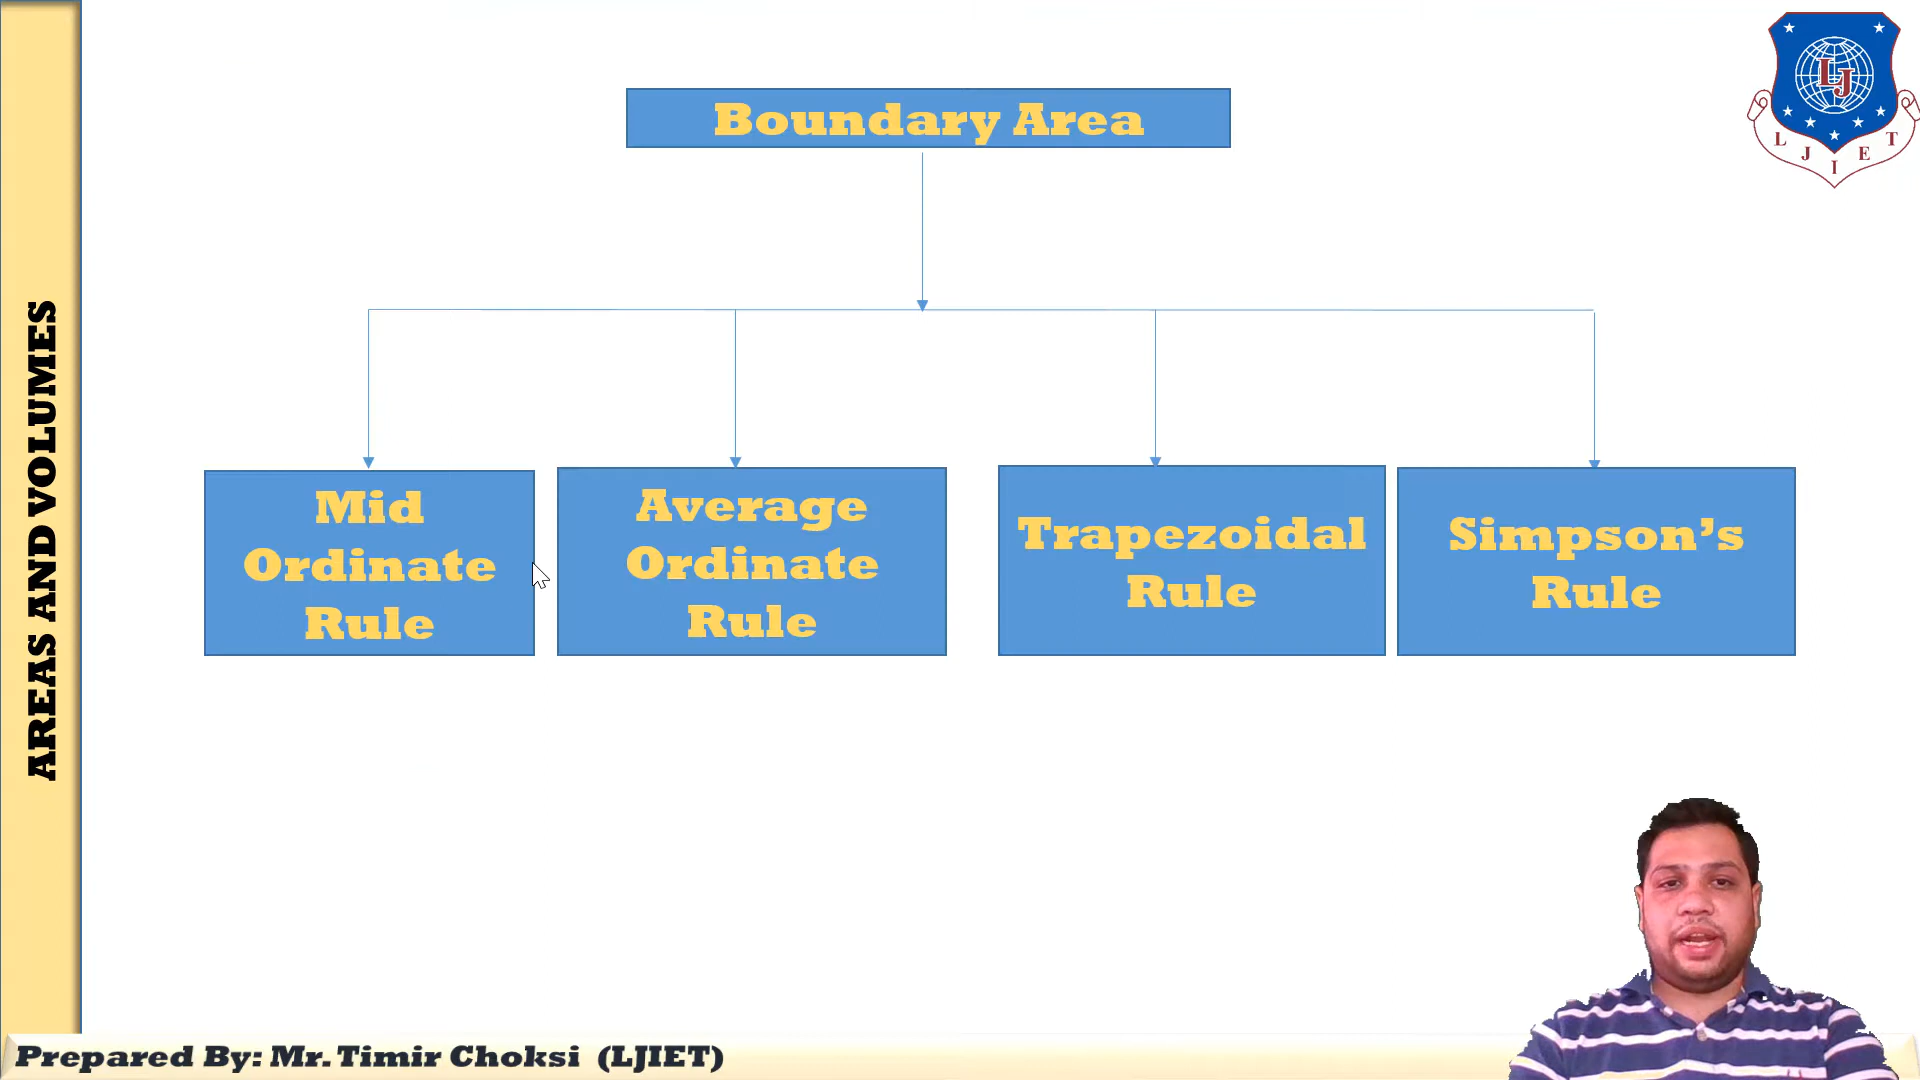 Boundary Area
LJ
L J I E T
Mid
Ordinate
Rule
Average
Ordinate
Rule
Trapezoidal
Rule
Simpson's
Rule
AREAS AND VOLUMES
Prepared By: Mr. Timir Choksi (LJIET)